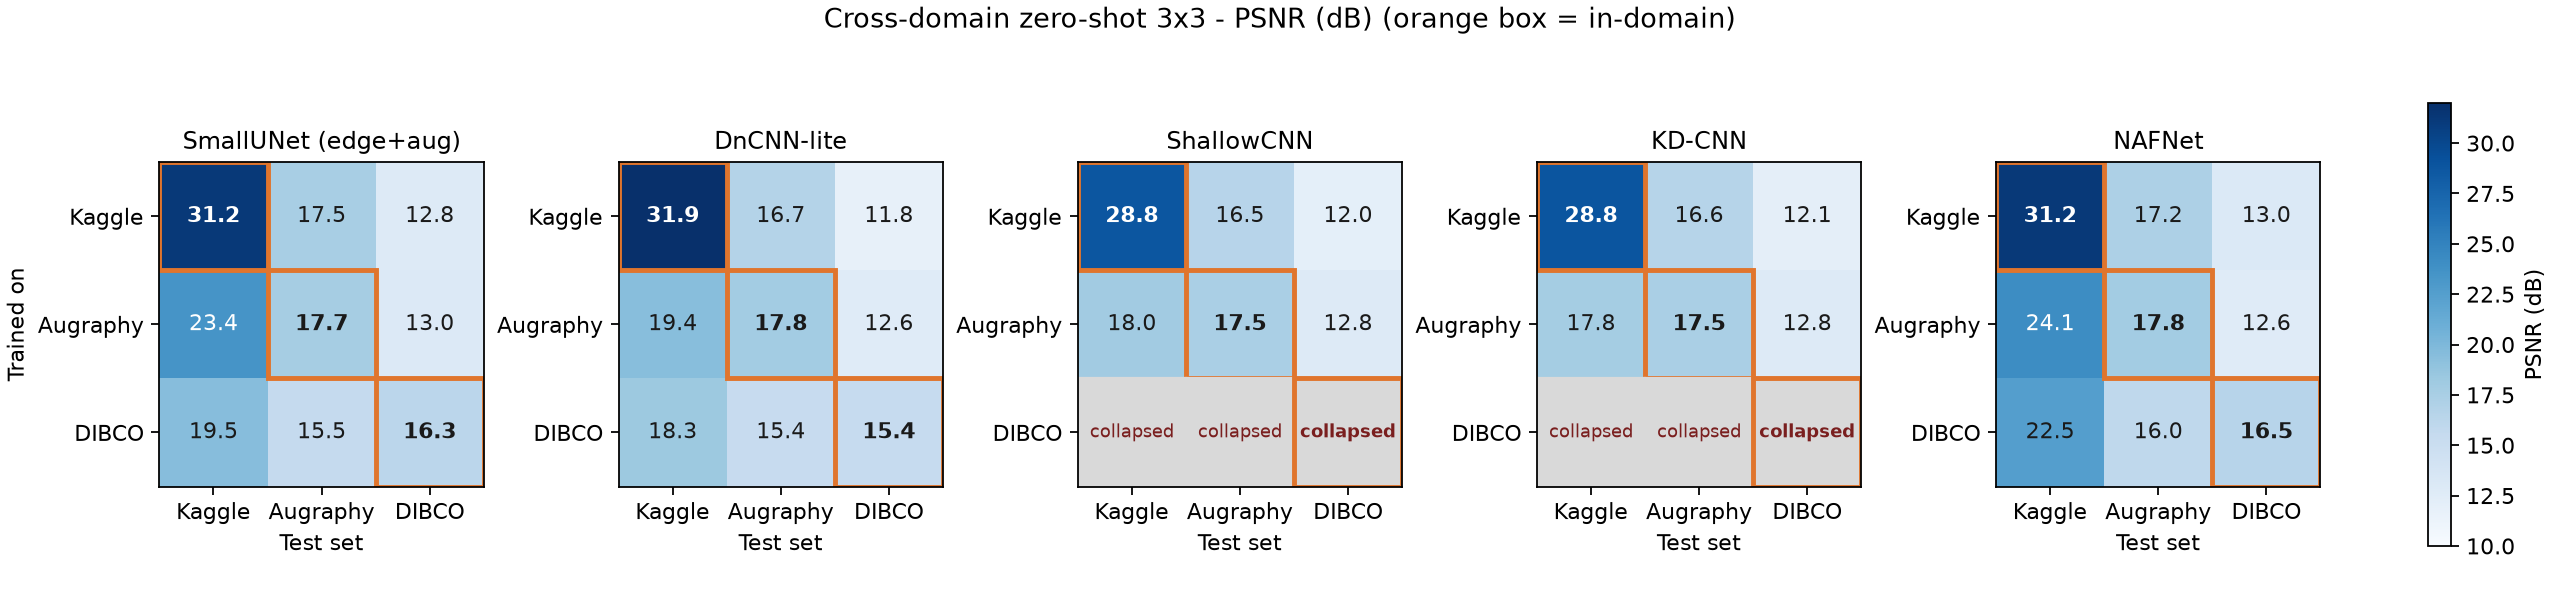 Cross-domain zero-shot 3x3 - PSNR (dB) (orange box = in-domain)
SmallUNet (edge+aug)
Trained on
Kaggle 31.2 17.5 12.8
Augraphy 23.4 17.7 13.0
DIBCO 19.5 15.5 16.3
Kaggle Augraphy DIBCO
Test set
DnCNN-lite
Kaggle 31.9 16.7 11.8
Augraphy 19.4 17.8 12.6
DIBCO 18.3 15.4 15.4
Kaggle Augraphy DIBCO
Test set
ShallowCNN
Kaggle 28.8 16.5 12.0
Augraphy 18.0 17.5 12.8
DIBCO collapsed collapsed collapsed
Kaggle Augraphy DIBCO
Test set
KD-CNN
Kaggle 28.8 16.6 12.1
Augraphy 17.8 17.5 12.8
DIBCO collapsed collapsed collapsed
Kaggle Augraphy DIBCO
Test set
NAFNet
Kaggle 31.2 17.2 13.0
Augraphy 24.1 17.8 12.6
DIBCO 22.5 16.0 16.5
Kaggle Augraphy DIBCO
Test set
30.0
27.5
25.0
22.5
20.0
17.5
15.0
12.5
10.0
PSNR (dB)